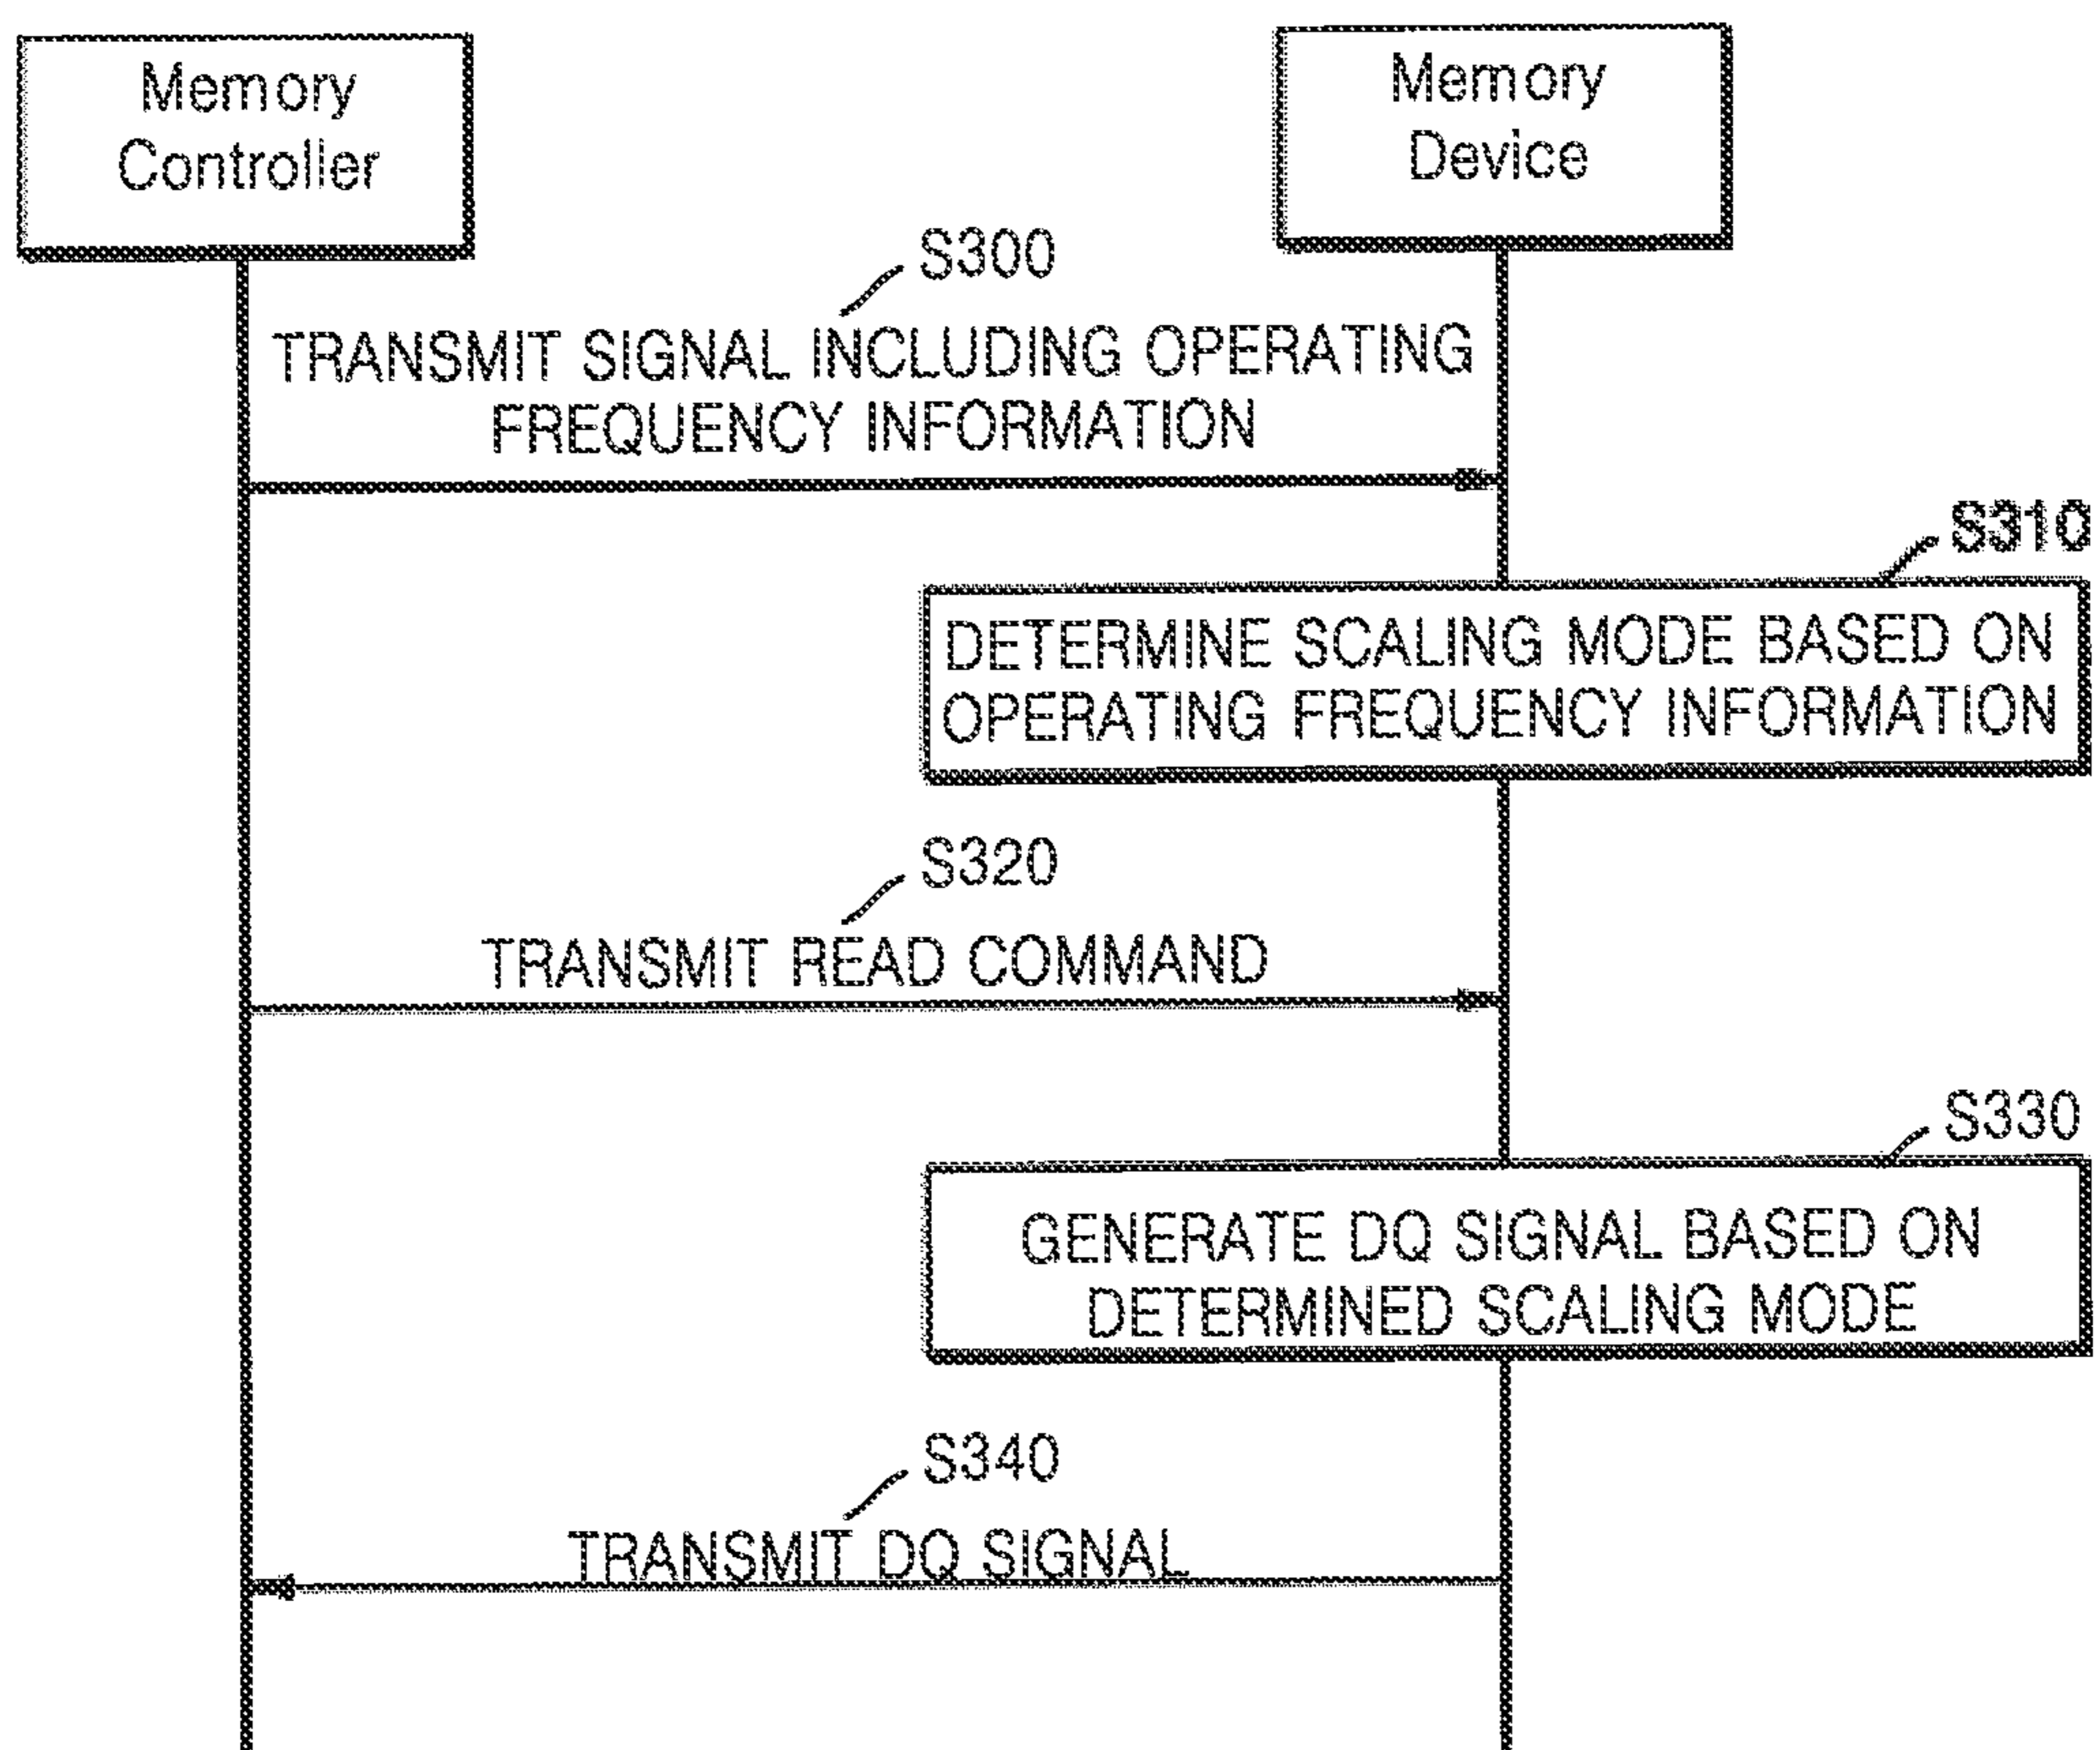 Memory
Controller
Memory
Device
S300
TRANSMIT SIGNAL INCLUDING OPERATING
FREQUENCY INFORMATION
S310
DETERMINE SCALING MODE BASED ON
OPERATING FREQUENCY INFORMATION
S320
TRANSMIT READ COMMAND
S330
GENERATE DQ SIGNAL BASED ON
DETERMINED SCALING MODE
S340
TRANSMIT DQ SIGNAL